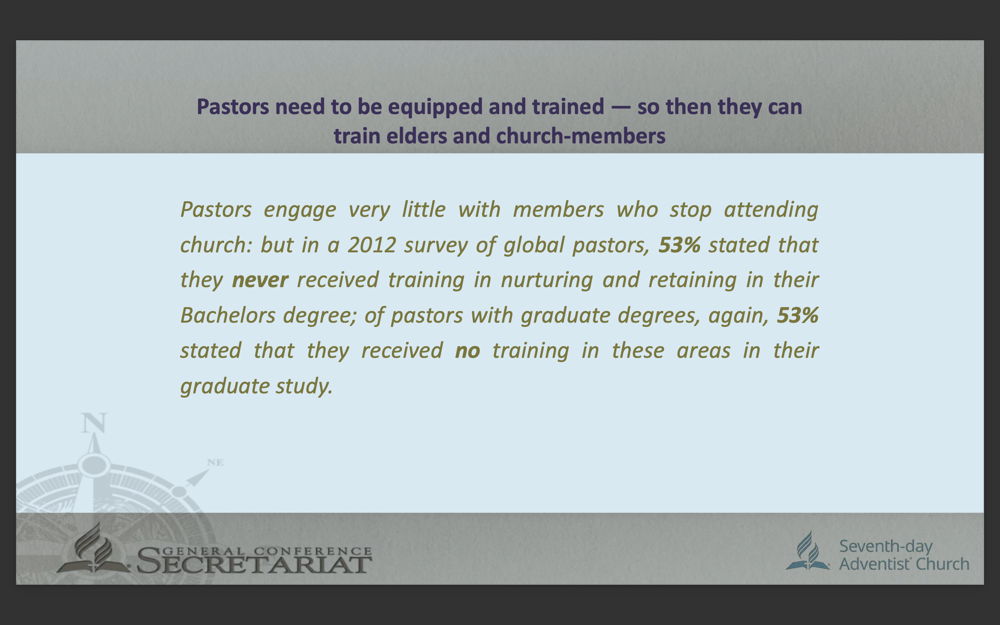 Pastors need to be equipped and trained — so then they can
train elders and church-members
Pastors engage very little with members who stop attending
church: but in a 2012 survey of global pastors, 53% stated that
they never received training in nurturing and retaining in their
Bachelors degree; of pastors with graduate degrees, again, 53%
stated that they received no training in these areas in their
graduate study.
N
NE
GENERAL CONFERENCE
SECRETARIAT
Seventh-day
Adventist® Church